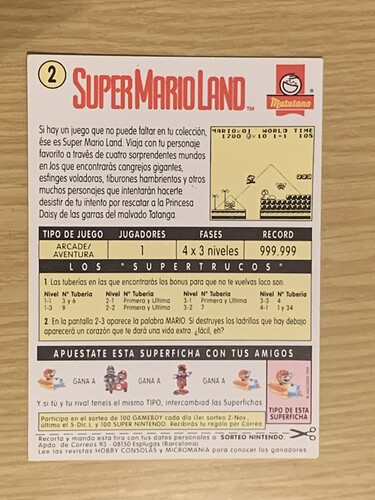 2
SUPER MARIO LAND TM
Matutano ®
Si hay un juego que no puede faltar en tu colección,
ése es Super Mario Land. Viaja con tu personaje
favorito a través de cuatro sorprendentes mundos
en los que encontrarás cangrejos gigantes,
esfinges voladoras, tiburones hambrientos y otros
muchos personajes que intentarán hacerte
desistir de tu intento por rescatar a la Princesa
Daisy de las garras del malvado Tatanga.
MARIO×01 WORLD TIME
1700 ×10 1-1 105
TIPO DE JUEGO JUGADORES FASES RECORD
ARCADE/
AVENTURA
1 4 x 3 niveles 999.999
LOS "SUPERTRUCOS"
1. Las tuberías en las que encontrarás los bonus para que no te vuelvas loco son:
Nivel Nº Tubería Nivel Nº Tubería Nivel Nº Tubería Nivel Nº Tubería
1-1 3 y 6 2-1 Primera y Ultima 3-1 Primera y Ultima 3-3 4
1-3 9 2-2 Primera y Ultima 3-2 7 4-1 1 y 34
2. En la pantalla 2-3 aparece la palabra MARIO. Si destruyes los ladrillos que hay debajo
aparecerá un corazón que te dará una vida extra. ¿fácil, eh?
APUESTATE ESTA SUPERFICHA CON TUS AMIGOS
GANA A GANA A GANA A GANA A
TIPO DE ESTA
SUPERFICHA
Y si tú y tu rival teneis el mismo TIPO, intercambiad las Superfichas
Participa en el sorteo de 100 GAMEBOY cada día (1er sorteo 2-Nov.,
último el 5-Dic.), y 100 SUPER NINTENDO. Recibirás tu regalo por Correo
Recorta y manda esta tira con tus datos personales a SORTEO NINTENDO.
Apdo. de Correos 93 - 08150 Esplugas (Barcelona)
Lee las revistas HOBBY CONSOLAS y MICROMANIA para conocer los ganadores